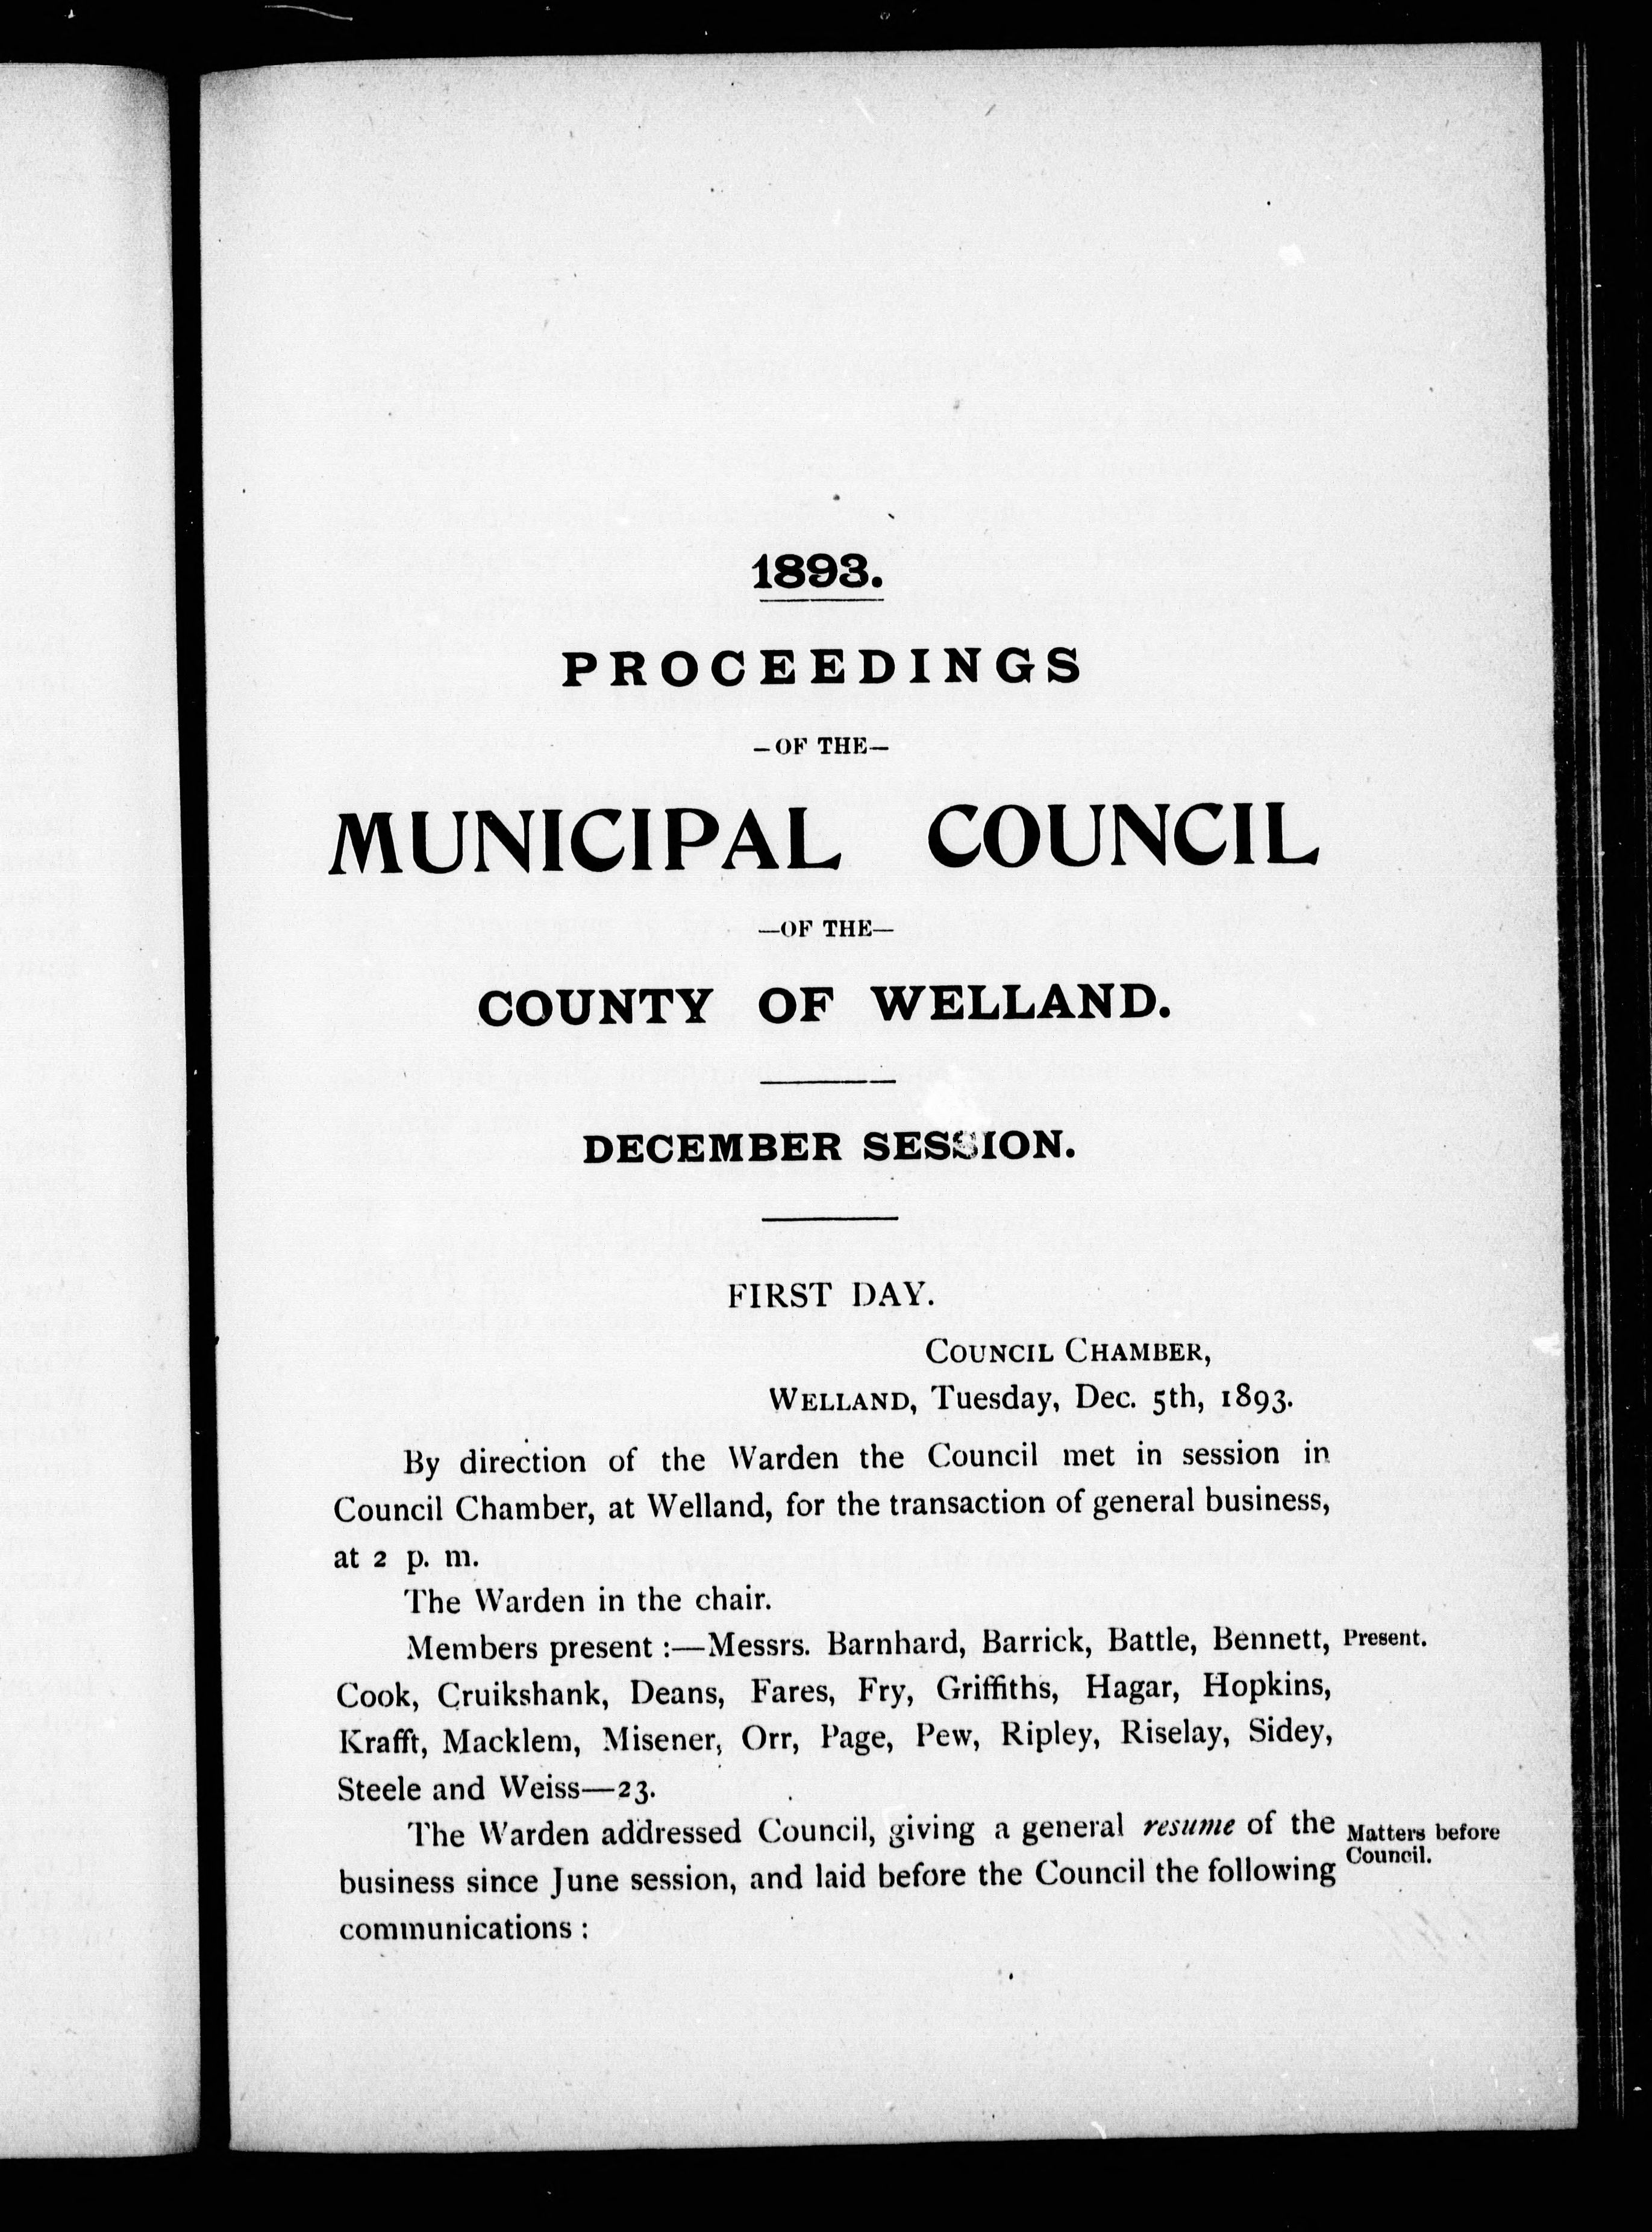 1893.
PROCEEDINGS
—OF THE—
MUNICIPAL COUNCIL
—OF THE—
COUNTY OF WELLAND.
DECEMBER SESSION.
FIRST DAY.
COUNCIL CHAMBER,
WELLAND, Tuesday, Dec. 5th, 1893.
By direction of the Warden the Council met in session in
Council Chamber, at Welland, for the transaction of general business,
at 2 p. m.
The Warden in the chair.
Members present :—Messrs. Barnhard, Barrick, Battle, Bennett, Present.
Cook, Cruikshank, Deans, Fares, Fry, Griffiths, Hagar, Hopkins,
Krafft, Macklem, Misener, Orr, Page, Pew, Ripley, Riselay, Sidey,
Steele and Weiss—23.
The Warden addressed Council, giving a general resume of the Matters before
Council.
business since June session, and laid before the Council the following
communications :